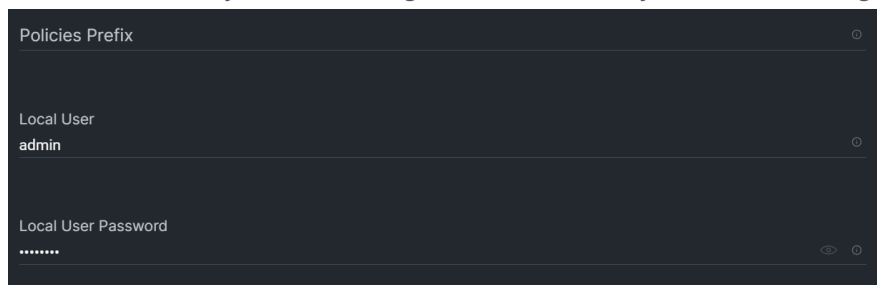 Policies Prefix
Local User
admin
Local User Password
••••••••